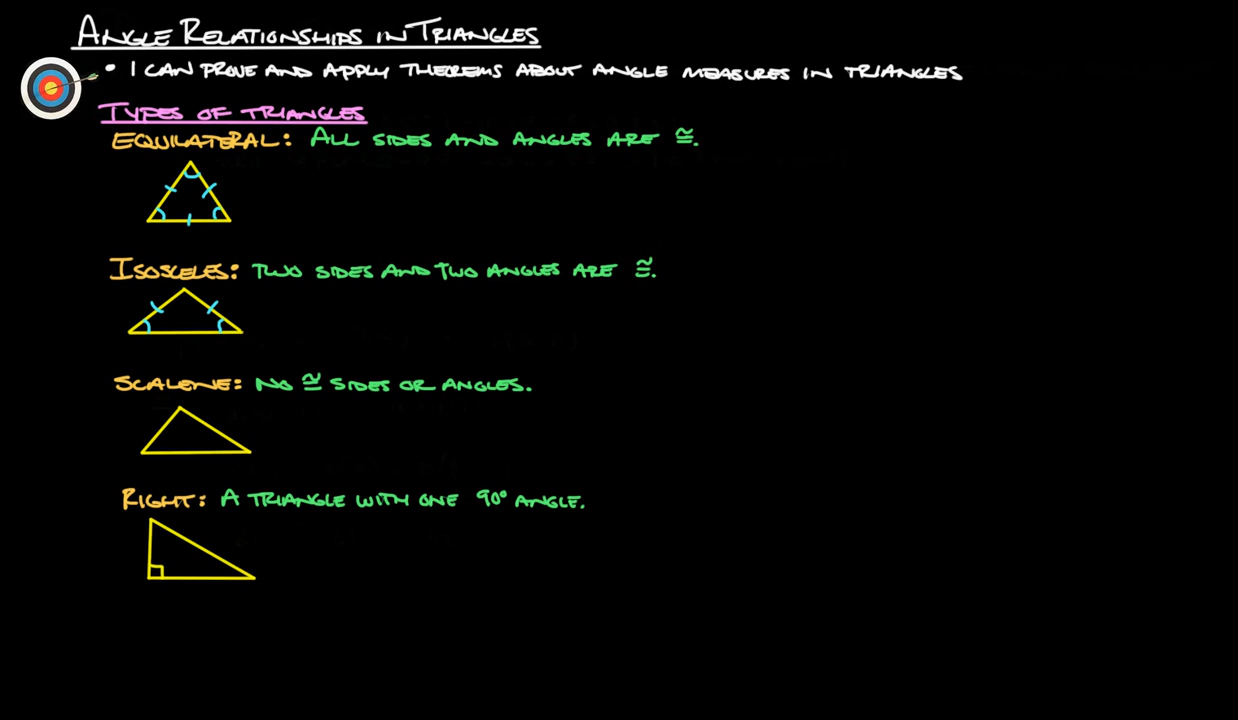 ANGLE RELATIONSHIPS IN TRIANGLES
• I CAN PROVE AND APPLY THEOREMS ABOUT ANGLE MEASURES IN TRIANGLES
TYPES OF TRIANGLES
EQUILATERAL: ALL SIDES AND ANGLES ARE ≅.
ISOSCELES: TWO SIDES AND TWO ANGLES ARE ≅.
SCALENE: NO ≅ SIDES OR ANGLES.
RIGHT: A TRIANGLE WITH ONE 90° ANGLE.